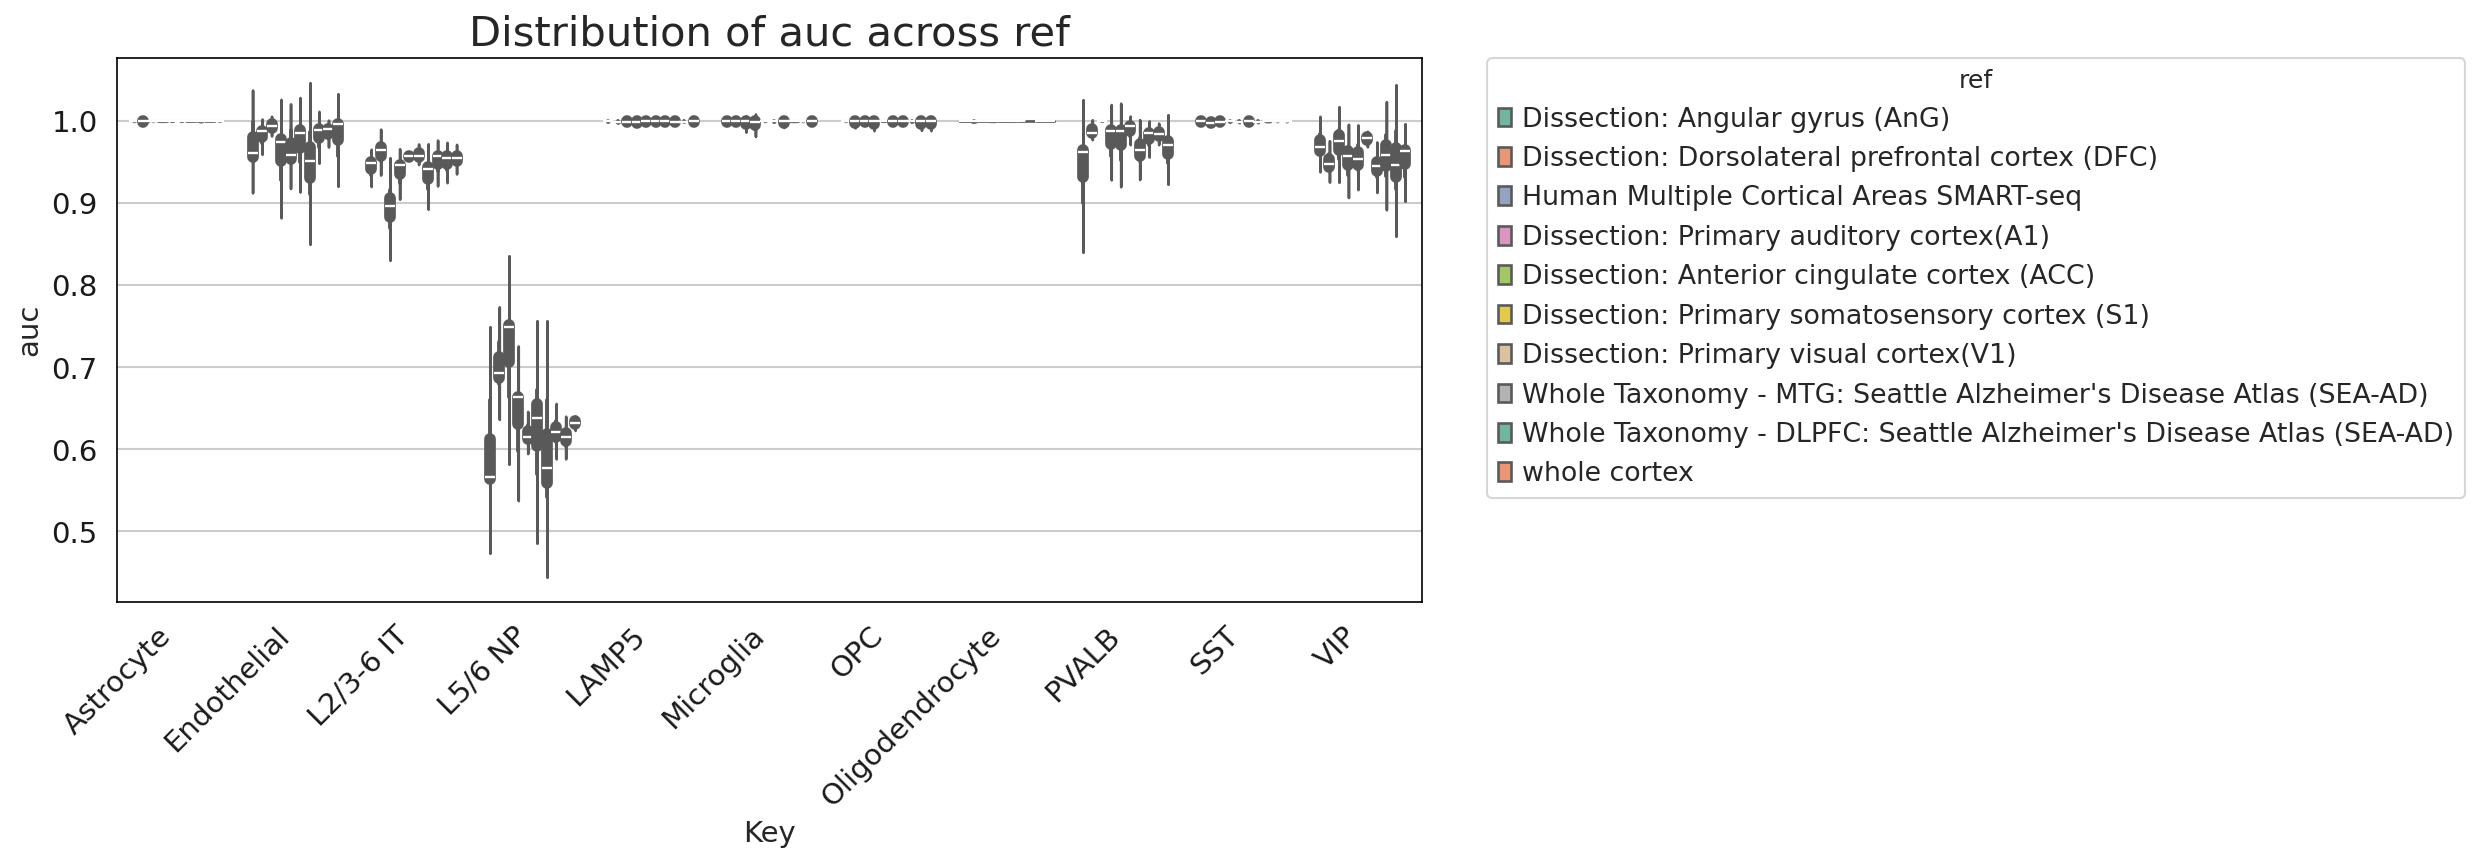 Distribution of auc across ref
auc
1.0
0.9
0.8
0.7
0.6
0.5
Astrocyte
Endothelial
L2/3-6 IT
L5/6 NP
LAMP5
Microglia
OPC
Oligodendrocyte
PVALB
SST
VIP
Key
ref
Dissection: Angular gyrus (AnG)
Dissection: Dorsolateral prefrontal cortex (DFC)
Human Multiple Cortical Areas SMART-seq
Dissection: Primary auditory cortex(A1)
Dissection: Anterior cingulate cortex (ACC)
Dissection: Primary somatosensory cortex (S1)
Dissection: Primary visual cortex(V1)
Whole Taxonomy - MTG: Seattle Alzheimer's Disease Atlas (SEA-AD)
Whole Taxonomy - DLPFC: Seattle Alzheimer's Disease Atlas (SEA-AD)
whole cortex